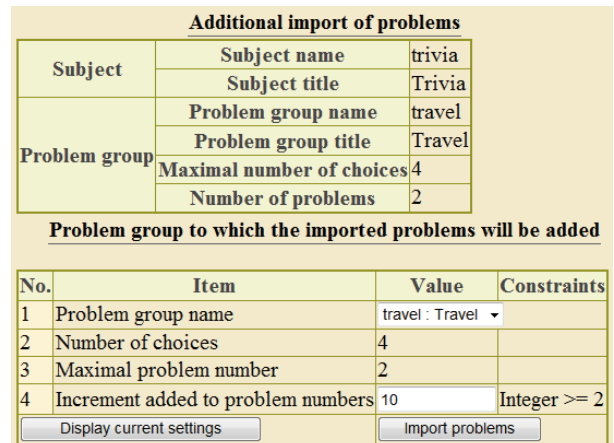 Additional import of problems
Subject
Subject name trivia
Subject title Trivia
Problem group
Problem group name travel
Problem group title Travel
Maximal number of choices 4
Number of problems 2
Problem group to which the imported problems will be added
No. Item Value Constraints
1 Problem group name travel : Travel
2 Number of choices 4
3 Maximal problem number 2
4 Increment added to problem numbers 10 Integer >= 2
Display current settings Import problems